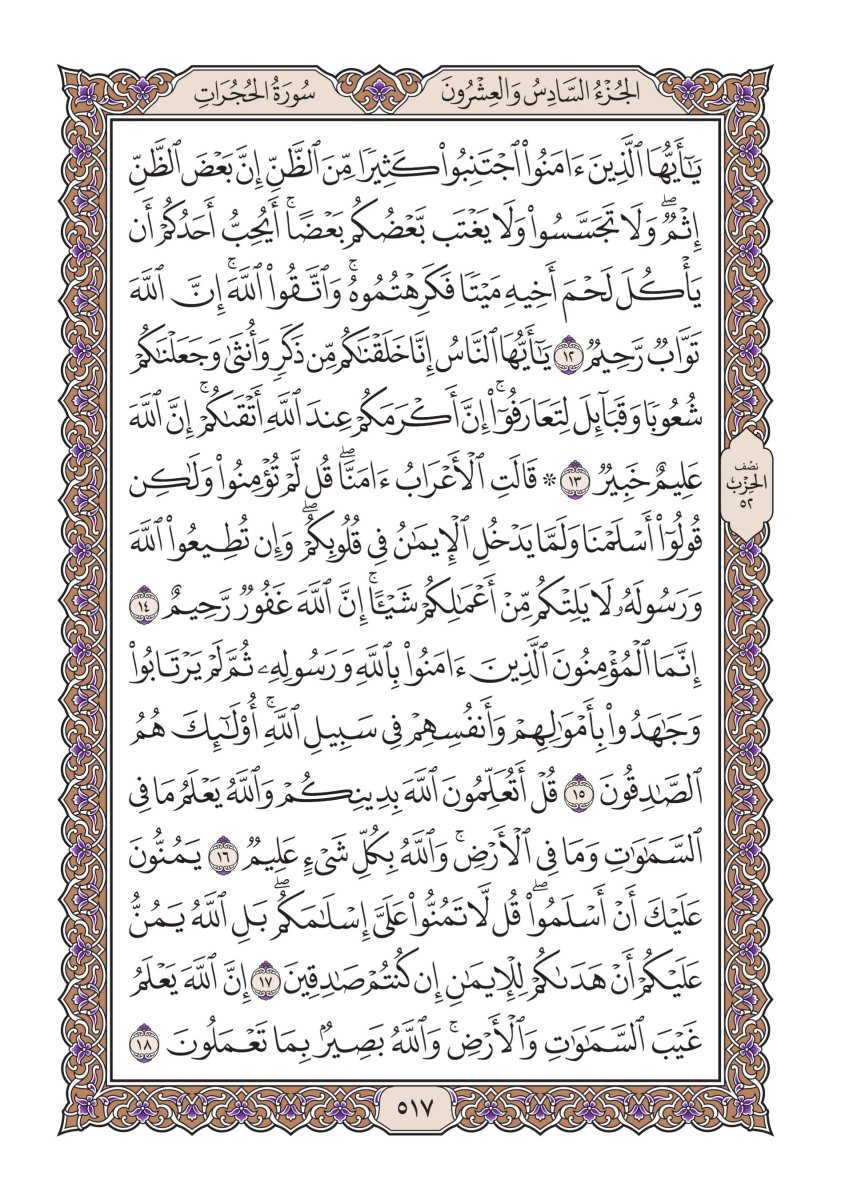 الجُزْءُ السَّادِسُ وَالعِشْرُونَ
سُورَةُ الحُجُرَاتِ
يَٰٓأَيُّهَا ٱلَّذِينَ ءَامَنُوا۟ ٱجْتَنِبُوا۟ كَثِيرًا مِّنَ ٱلظَّنِّ إِنَّ بَعْضَ ٱلظَّنِّ
إِثْمٌ ۖ وَلَا تَجَسَّسُوا۟ وَلَا يَغْتَب بَّعْضُكُم بَعْضًا ۚ أَيُحِبُّ أَحَدُكُمْ أَن
يَأْكُلَ لَحْمَ أَخِيهِ مَيْتًا فَكَرِهْتُمُوهُ ۚ وَٱتَّقُوا۟ ٱللَّهَ ۚ إِنَّ ٱللَّهَ
تَوَّابٌ رَّحِيمٌ ١٢ يَٰٓأَيُّهَا ٱلنَّاسُ إِنَّا خَلَقْنَٰكُم مِّن ذَكَرٍ وَأُنثَىٰ وَجَعَلْنَٰكُمْ
شُعُوبًا وَقَبَآئِلَ لِتَعَارَفُوٓا۟ ۚ إِنَّ أَكْرَمَكُمْ عِندَ ٱللَّهِ أَتْقَىٰكُمْ ۚ إِنَّ ٱللَّهَ
عَلِيمٌ خَبِيرٌ ١٣ * قَالَتِ ٱلْأَعْرَابُ ءَامَنَّا ۖ قُل لَّمْ تُؤْمِنُوا۟ وَلَٰكِن
قُولُوٓا۟ أَسْلَمْنَا وَلَمَّا يَدْخُلِ ٱلْإِيمَٰنُ فِى قُلُوبِكُمْ ۖ وَإِن تُطِيعُوا۟ ٱللَّهَ
وَرَسُولَهُۥ لَا يَلِتْكُم مِّنْ أَعْمَٰلِكُمْ شَيْـًٔا ۚ إِنَّ ٱللَّهَ غَفُورٌ رَّحِيمٌ ١٤
إِنَّمَا ٱلْمُؤْمِنُونَ ٱلَّذِينَ ءَامَنُوا۟ بِٱللَّهِ وَرَسُولِهِۦ ثُمَّ لَمْ يَرْتَابُوا۟
وَجَٰهَدُوا۟ بِأَمْوَٰلِهِمْ وَأَنفُسِهِمْ فِى سَبِيلِ ٱللَّهِ ۚ أُو۟لَٰٓئِكَ هُمُ
ٱلصَّٰدِقُونَ ١٥ قُلْ أَتُعَلِّمُونَ ٱللَّهَ بِدِينِكُمْ وَٱللَّهُ يَعْلَمُ مَا فِى
ٱلسَّمَٰوَٰتِ وَمَا فِى ٱلْأَرْضِ ۚ وَٱللَّهُ بِكُلِّ شَىْءٍ عَلِيمٌ ١٦ يَمُنُّونَ
عَلَيْكَ أَنْ أَسْلَمُوا۟ ۖ قُل لَّا تَمُنُّوا۟ عَلَىَّ إِسْلَٰمَكُم ۖ بَلِ ٱللَّهُ يَمُنُّ
عَلَيْكُمْ أَنْ هَدَىٰكُمْ لِلْإِيمَٰنِ إِن كُنتُمْ صَٰدِقِينَ ١٧ إِنَّ ٱللَّهَ يَعْلَمُ
غَيْبَ ٱلسَّمَٰوَٰتِ وَٱلْأَرْضِ ۚ وَٱللَّهُ بَصِيرٌۢ بِمَا تَعْمَلُونَ ١٨
نصف
الحِزْب
٥٢
٥١٧